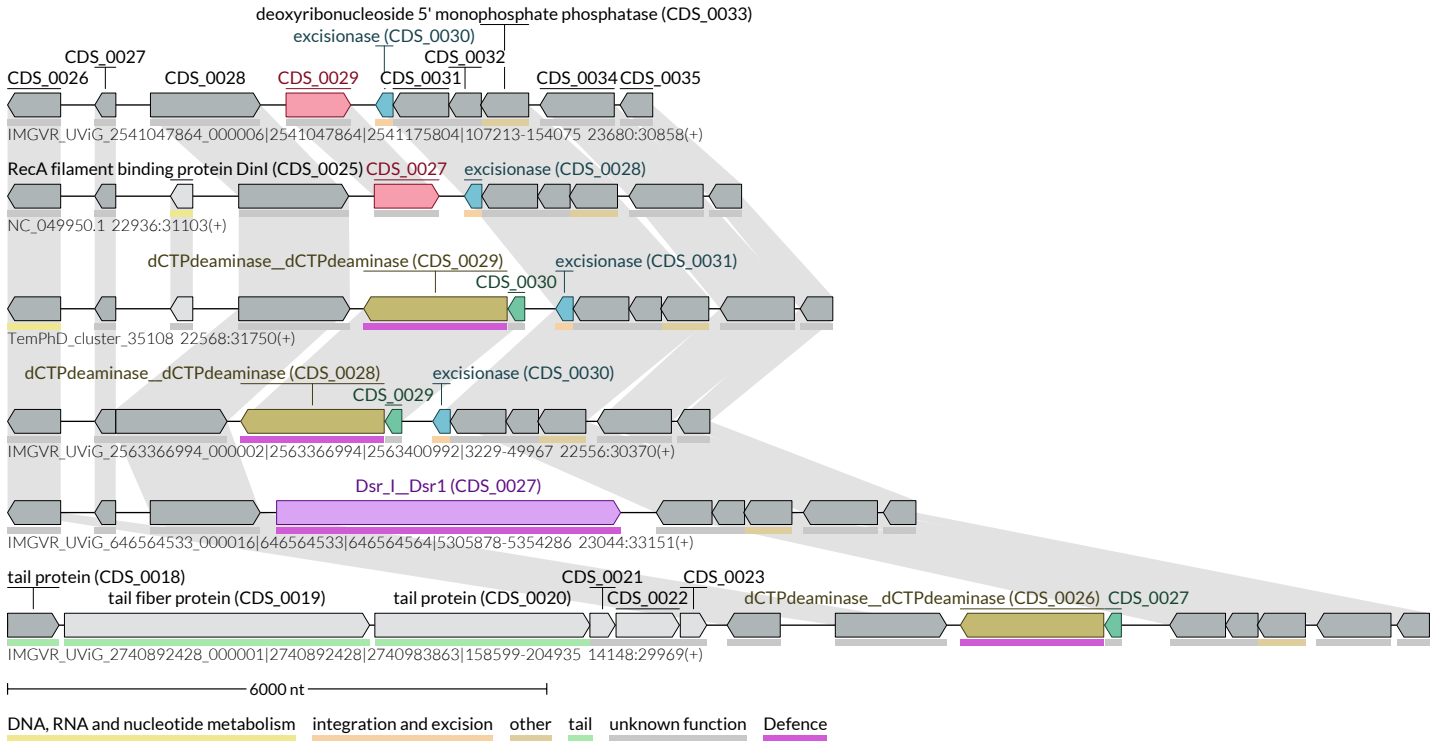 deoxyribonucleoside 5' monophosphate phosphatase (CDS_0033)
excisionase (CDS_0030)
CDS_0027 CDS_0032
CDS_0026 CDS_0028 CDS_0029 CDS_0031 CDS_0034 CDS_0035
IMGVR_UViG_2541047864_000006|2541047864|2541175804|107213-154075 23680:30858(+)
RecA filament binding protein DinI (CDS_0025) CDS_0027 excisionase (CDS_0028)
NC_049950.1 22936:31103(+)
dCTPdeaminase__dCTPdeaminase (CDS_0029) excisionase (CDS_0031)
CDS_0030
TemPhD_cluster_35108 22568:31750(+)
dCTPdeaminase__dCTPdeaminase (CDS_0028) excisionase (CDS_0030)
CDS_0029
IMGVR_UViG_2563366994_000002|2563366994|2563400992|3229-49967 22556:30370(+)
Dsr_I__Dsr1 (CDS_0027)
IMGVR_UViG_646564533_000016|646564533|646564564|5305878-5354286 23044:33151(+)
tail protein (CDS_0018) CDS_0021 CDS_0023
tail fiber protein (CDS_0019) tail protein (CDS_0020) CDS_0022 dCTPdeaminase__dCTPdeaminase (CDS_0026) CDS_0027
IMGVR_UViG_2740892428_000001|2740892428|2740983863|158599-204935 14148:29969(+)
6000 nt
DNA, RNA and nucleotide metabolism integration and excision other tail unknown function Defence